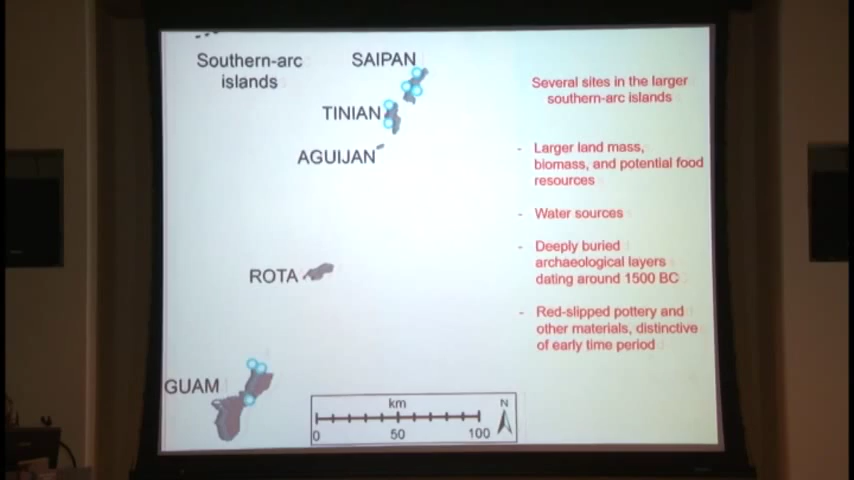 Southern-arc
islands
SAIPAN
TINIAN
AGUIJAN
ROTA
GUAM
km
0 50 100
N
Several sites in the larger
southern-arc islands
- Larger land mass,
biomass, and potential food
resources
- Water sources
- Deeply buried
archaeological layers
dating around 1500 BC
- Red-slipped pottery and
other materials, distinctive
of early time period